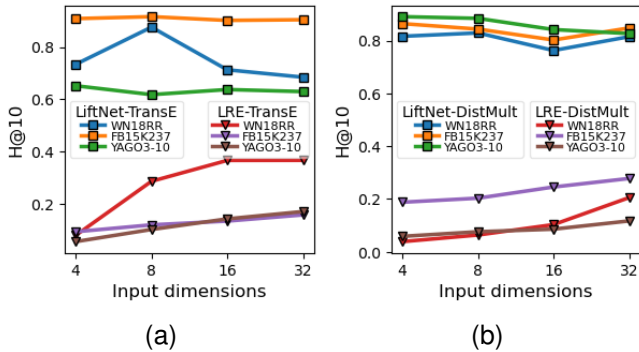 H@10
0.8
0.6
0.4
0.2
LiftNet-TransE
WN18RR
FB15K237
YAGO3-10
LRE-TransE
WN18RR
FB15K237
YAGO3-10
4 8 16 32
Input dimensions
(a)
H@10
0.8
0.6
0.4
0.2
0.0
LiftNet-DistMult
WN18RR
FB15K237
YAGO3-10
LRE-DistMult
WN18RR
FB15K237
YAGO3-10
4 8 16 32
Input dimensions
(b)